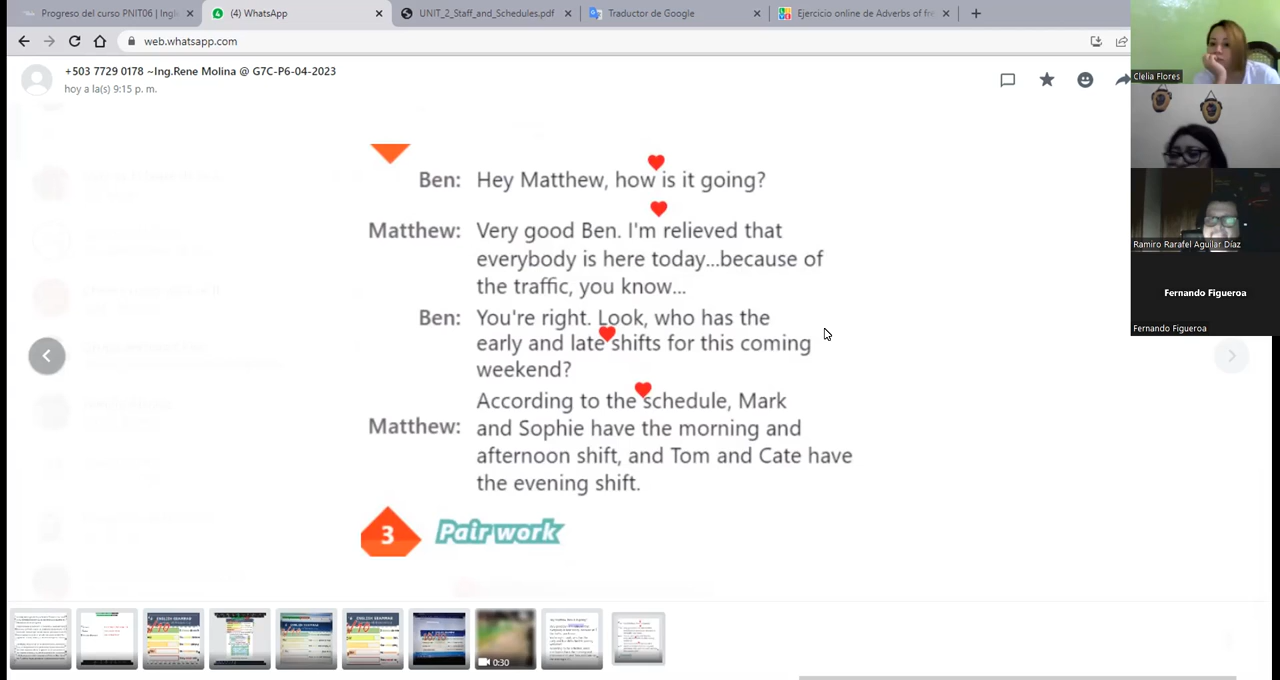 Progreso del curso PNIT06 | Ingl
(4) WhatsApp
UNIT_2_Staff_and_Schedules.pdf
Traductor de Google
Ejercicio online de Adverbs of fre
web.whatsapp.com
+503 7729 0178 ~Ing.Rene Molina @ G7C-P6-04-2023
hoy a la(s) 9:15 p. m.
Ben: Hey Matthew, how is it going?
Matthew: Very good Ben. I'm relieved that
everybody is here today...because of
the traffic, you know...
Ben: You're right. Look, who has the
early and late shifts for this coming
weekend?
According to the schedule, Mark
Matthew: and Sophie have the morning and
afternoon shift, and Tom and Cate have
the evening shift.
3 Pair work
0:30
Clelia Flores
Ramiro Rarafel Aguilar Díaz
Fernando Figueroa
Fernando Figueroa